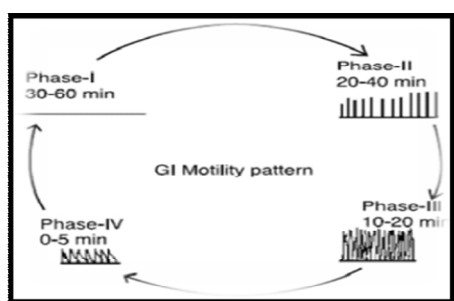 Phase-I
30-60 min
Phase-II
20-40 min
GI Motility pattern
Phase-III
10-20 min
Phase-IV
0-5 min